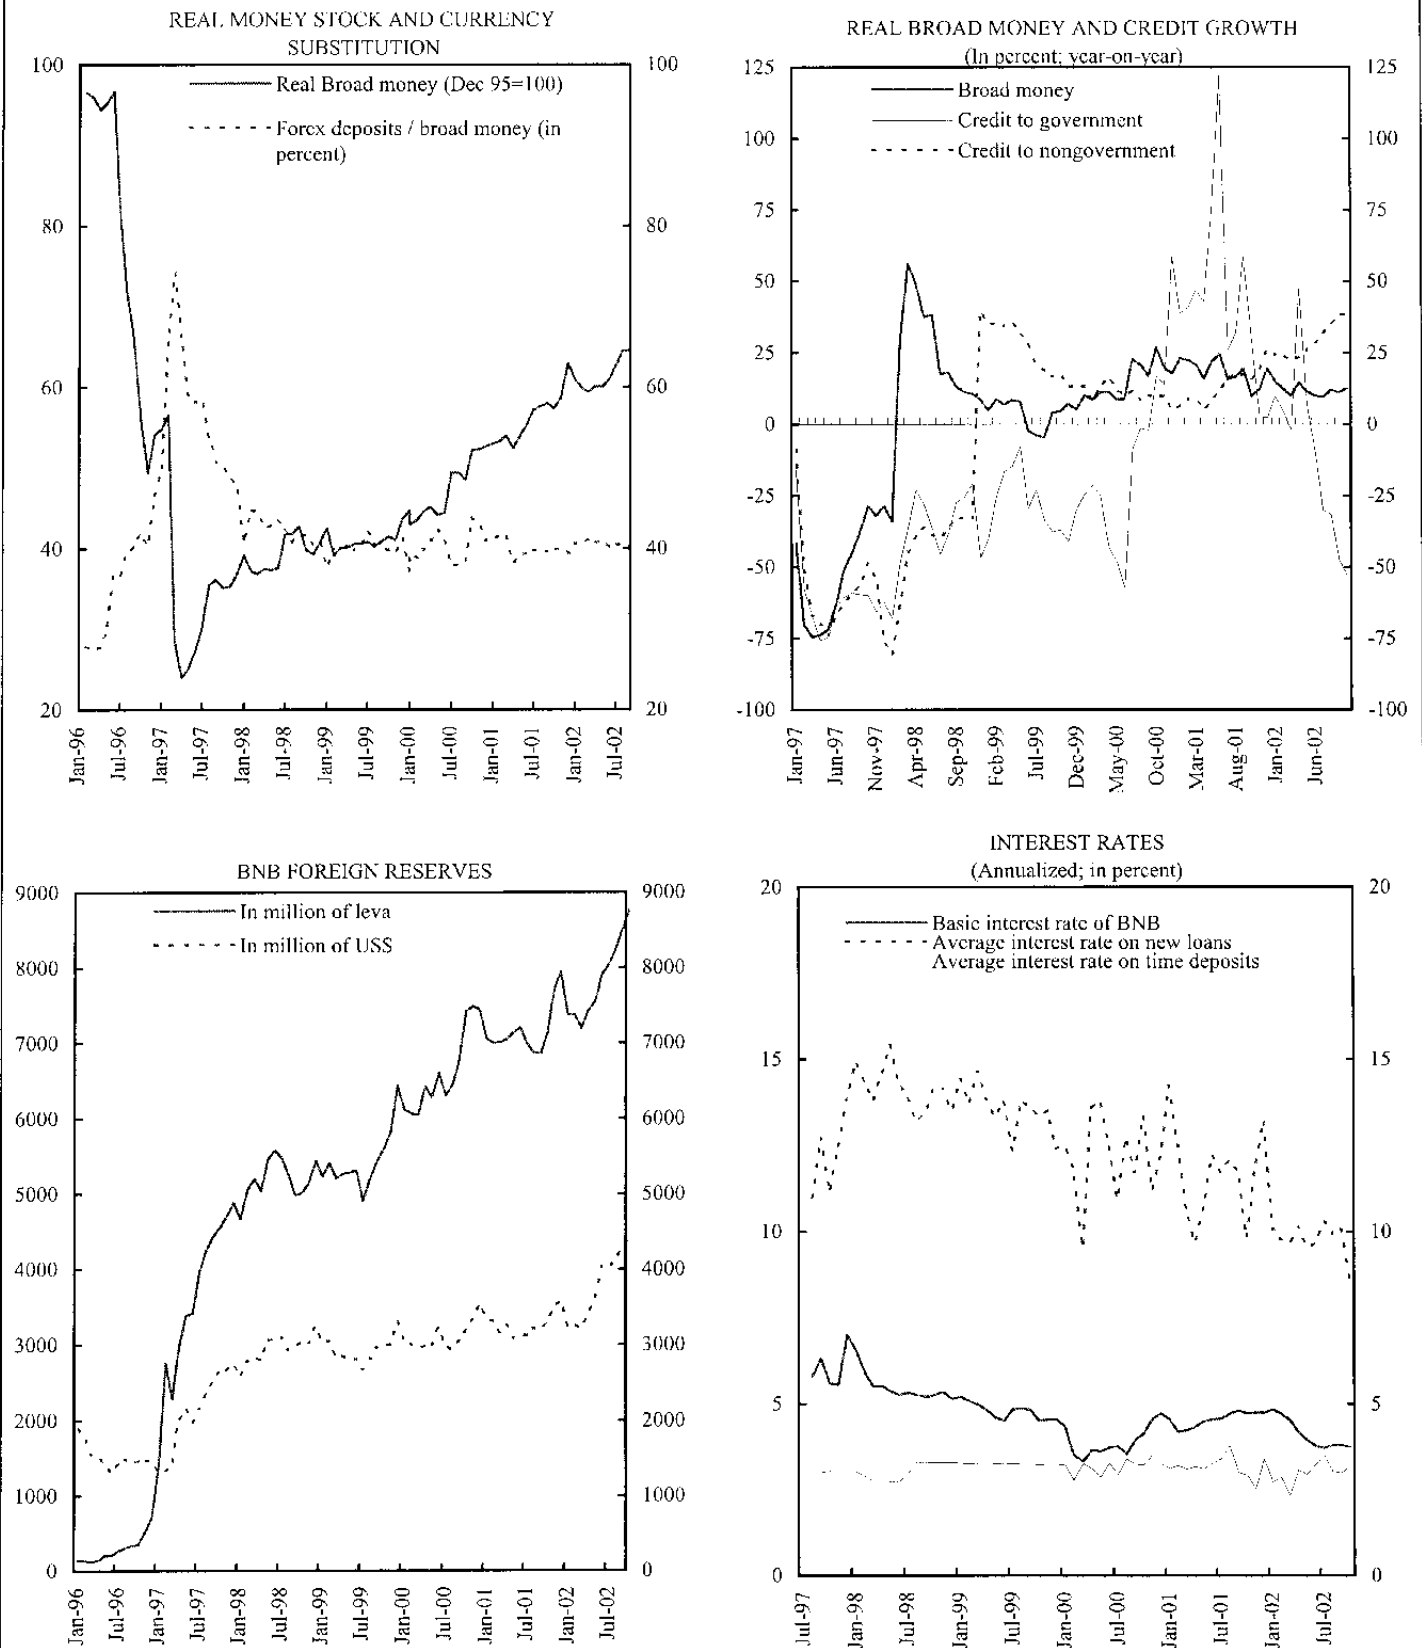 REAL MONEY STOCK AND CURRENCY
SUBSTITUTION
100
80
60
40
20
100
80
60
40
20
Real Broad money (Dec 95=100)
Forex deposits / broad money (in
percent)
Jan-96
Jul-96
Jan-97
Jul-97
Jan-98
Jul-98
Jan-99
Jul-99
Jan-00
Jul-00
Jan-01
Jul-01
Jan-02
Jul-02
REAL BROAD MONEY AND CREDIT GROWTH
(In percent; year-on-year)
125
100
75
50
25
0
-25
-50
-75
-100
125
100
75
50
25
0
-25
-50
-75
-100
Broad money
Credit to government
Credit to nongovernment
Jan-97
Jun-97
Nov-97
Apr-98
Sep-98
Feb-99
Jul-99
Dec-99
May-00
Oct-00
Mar-01
Aug-01
Jan-02
Jun-02
BNB FOREIGN RESERVES
9000
8000
7000
6000
5000
4000
3000
2000
1000
0
9000
8000
7000
6000
5000
4000
3000
2000
1000
0
In million of leva
In million of US$
Jan-96
Jul-96
Jan-97
Jul-97
Jan-98
Jul-98
Jan-99
Jul-99
Jan-00
Jul-00
Jan-01
Jul-01
Jan-02
Jul-02
INTEREST RATES
(Annualized; in percent)
20
15
10
5
0
20
15
10
5
0
Basic interest rate of BNB
Average interest rate on new loans
Average interest rate on time deposits
Jul-97
Jan-98
Jul-98
Jan-99
Jul-99
Jan-00
Jul-00
Jan-01
Jul-01
Jan-02
Jul-02